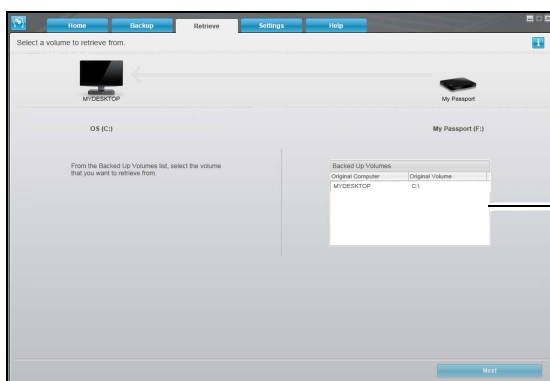 Home Backup Retrieve Settings Help
Select a volume to retrieve from.
i
MYDESKTOP My Passport
OS (C:) My Passport (F:)
From the Backed Up Volumes list, select the volume
that you want to retrieve from.
Backed Up Volumes
Original Computer Original Volume
MYDESKTOP C:\
Next